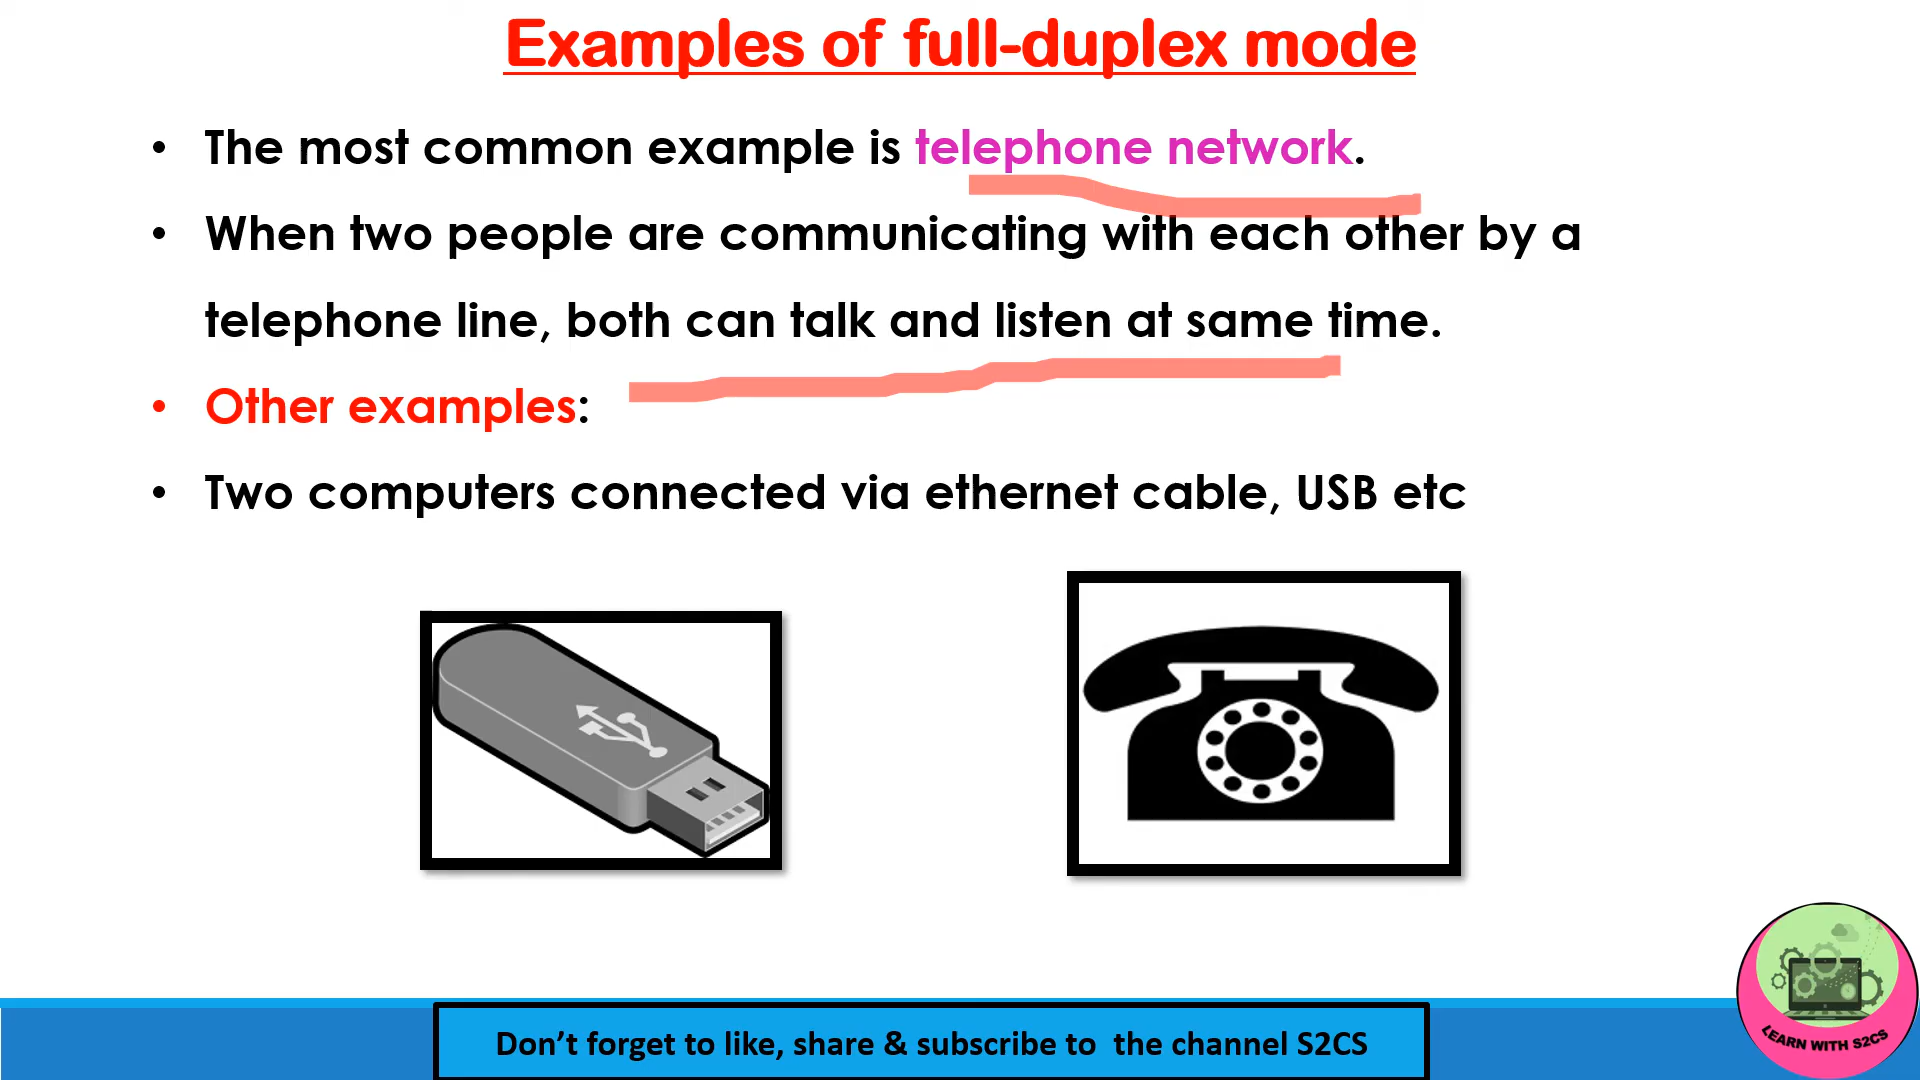 Examples of full-duplex mode
• The most common example is telephone network.
• When two people are communicating with each other by a
telephone line, both can talk and listen at same time.
• Other examples:
• Two computers connected via ethernet cable, USB etc
Don’t forget to like, share & subscribe to the channel S2CS
LEARN WITH S2CS